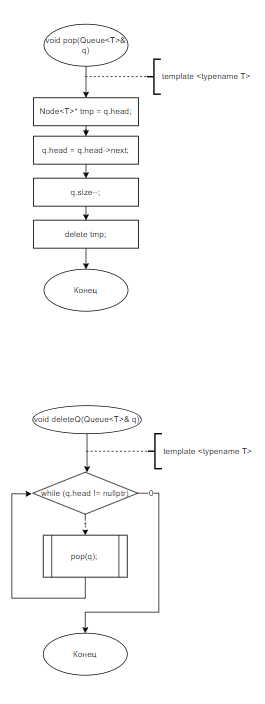 void pop(Queue<T>&
q)
template <typename T>
Node<T>* tmp = q.head;
q.head = q.head->next;
q.size--;
delete tmp;
Конец
void deleteQ(Queue<T>& q)
template <typename T>
while (q.head != nullptr)
0
1
pop(q);
Конец